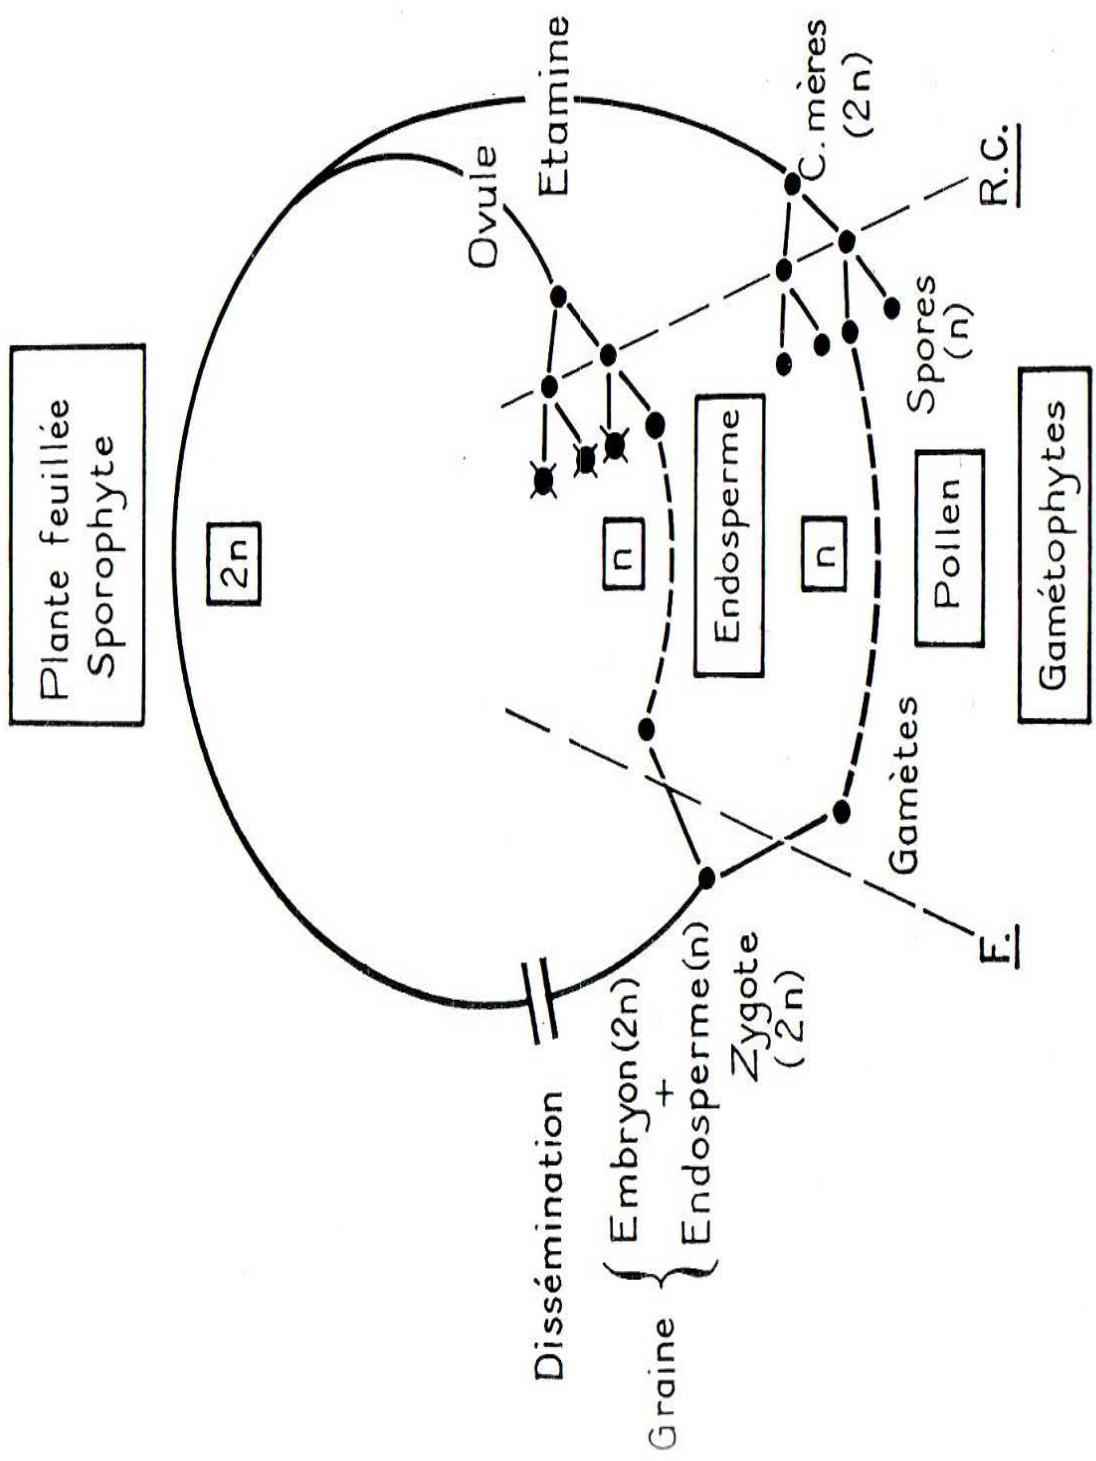 Plante feuillée
Sporophyte
2n
Ovule
Etamine
C. mères
(2n)
R.C.
Spores
(n)
n
Endosperme
n
Pollen
Gamétophytes
Gamètes
F.
Zygote
(2n)
Dissémination
Graine
Embryon(2n)
+
Endosperme(n)